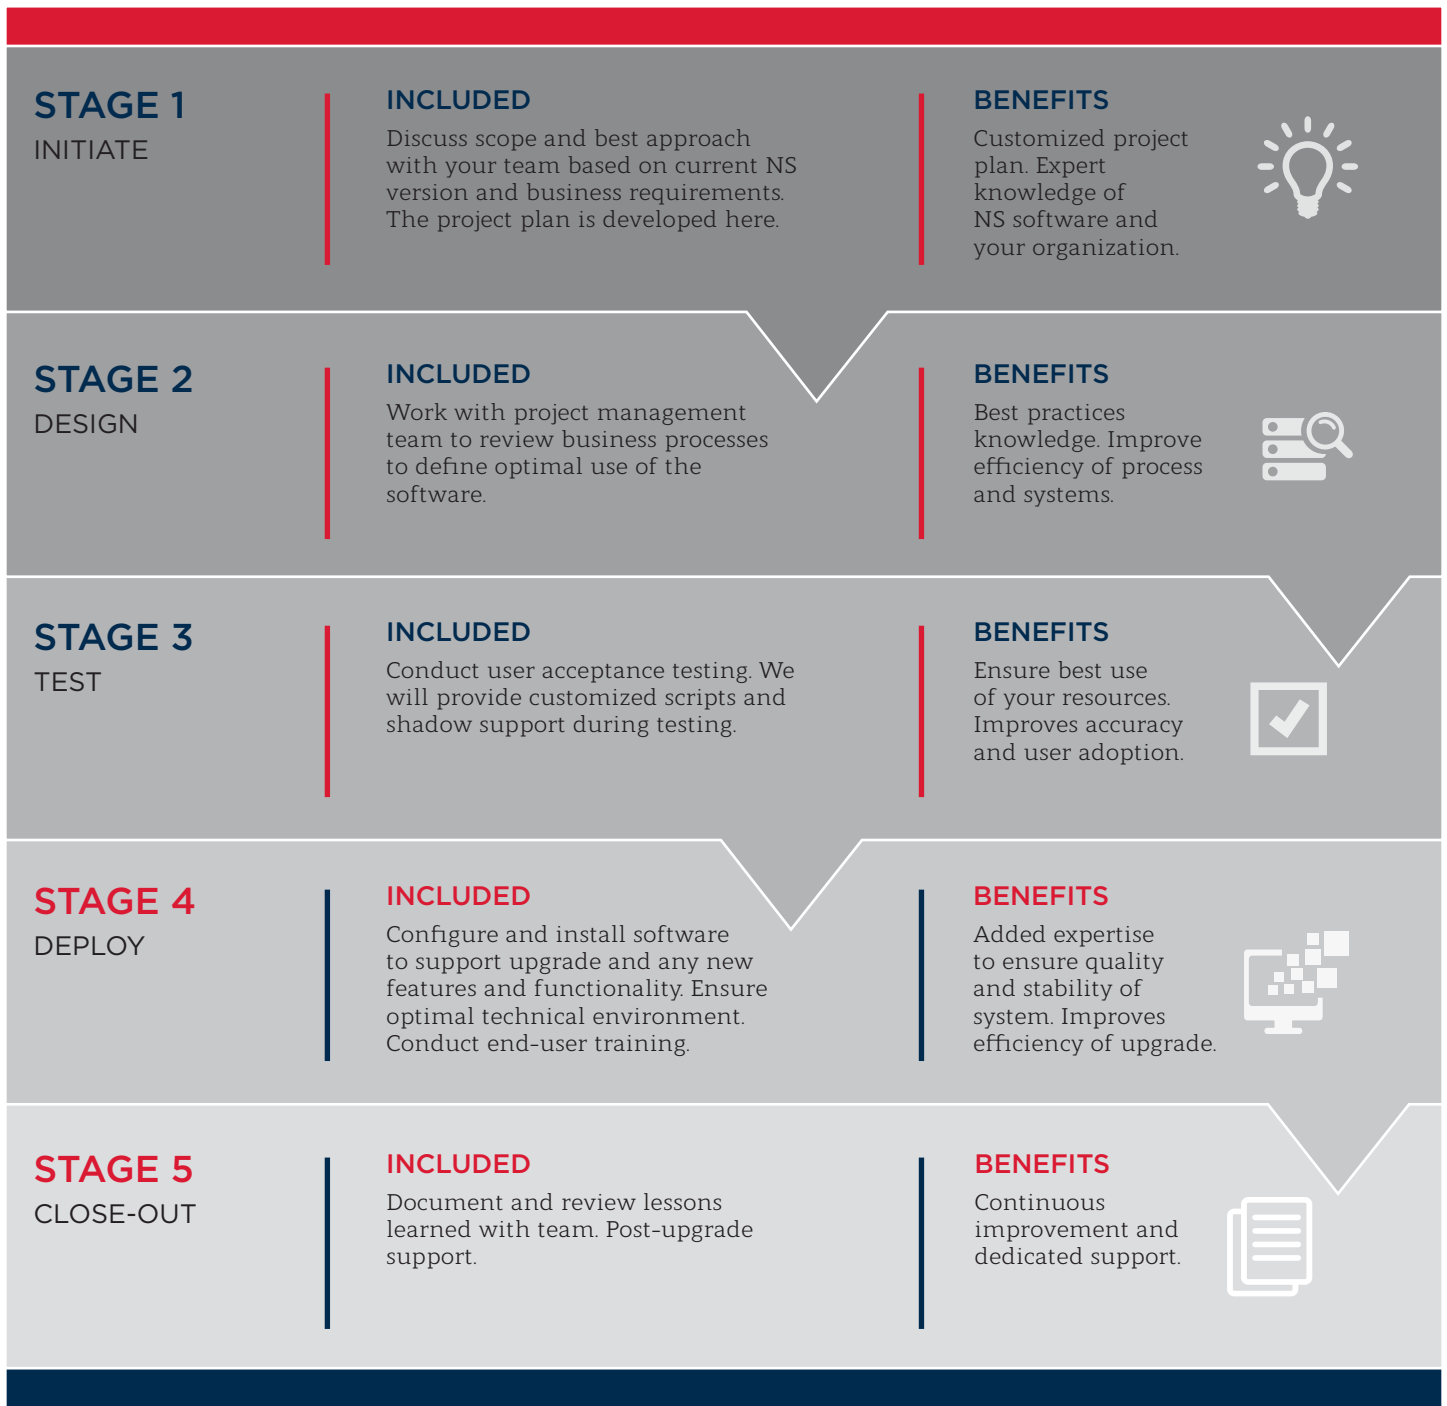 STAGE 1
INITIATE
INCLUDED
Discuss scope and best approach
with your team based on current NS
version and business requirements.
The project plan is developed here.
BENEFITS
Customized project
plan. Expert
knowledge of
NS software and
your organization.
STAGE 2
DESIGN
INCLUDED
Work with project management
team to review business processes
to define optimal use of the
software.
BENEFITS
Best practices
knowledge. Improve
efficiency of process
and systems.
STAGE 3
TEST
INCLUDED
Conduct user acceptance testing. We
will provide customized scripts and
shadow support during testing.
BENEFITS
Ensure best use
of your resources.
Improves accuracy
and user adoption.
STAGE 4
DEPLOY
INCLUDED
Configure and install software
to support upgrade and any new
features and functionality. Ensure
optimal technical environment.
Conduct end-user training.
BENEFITS
Added expertise
to ensure quality
and stability of
system. Improves
efficiency of upgrade.
STAGE 5
CLOSE-OUT
INCLUDED
Document and review lessons
learned with team. Post-upgrade
support.
BENEFITS
Continuous
improvement and
dedicated support.